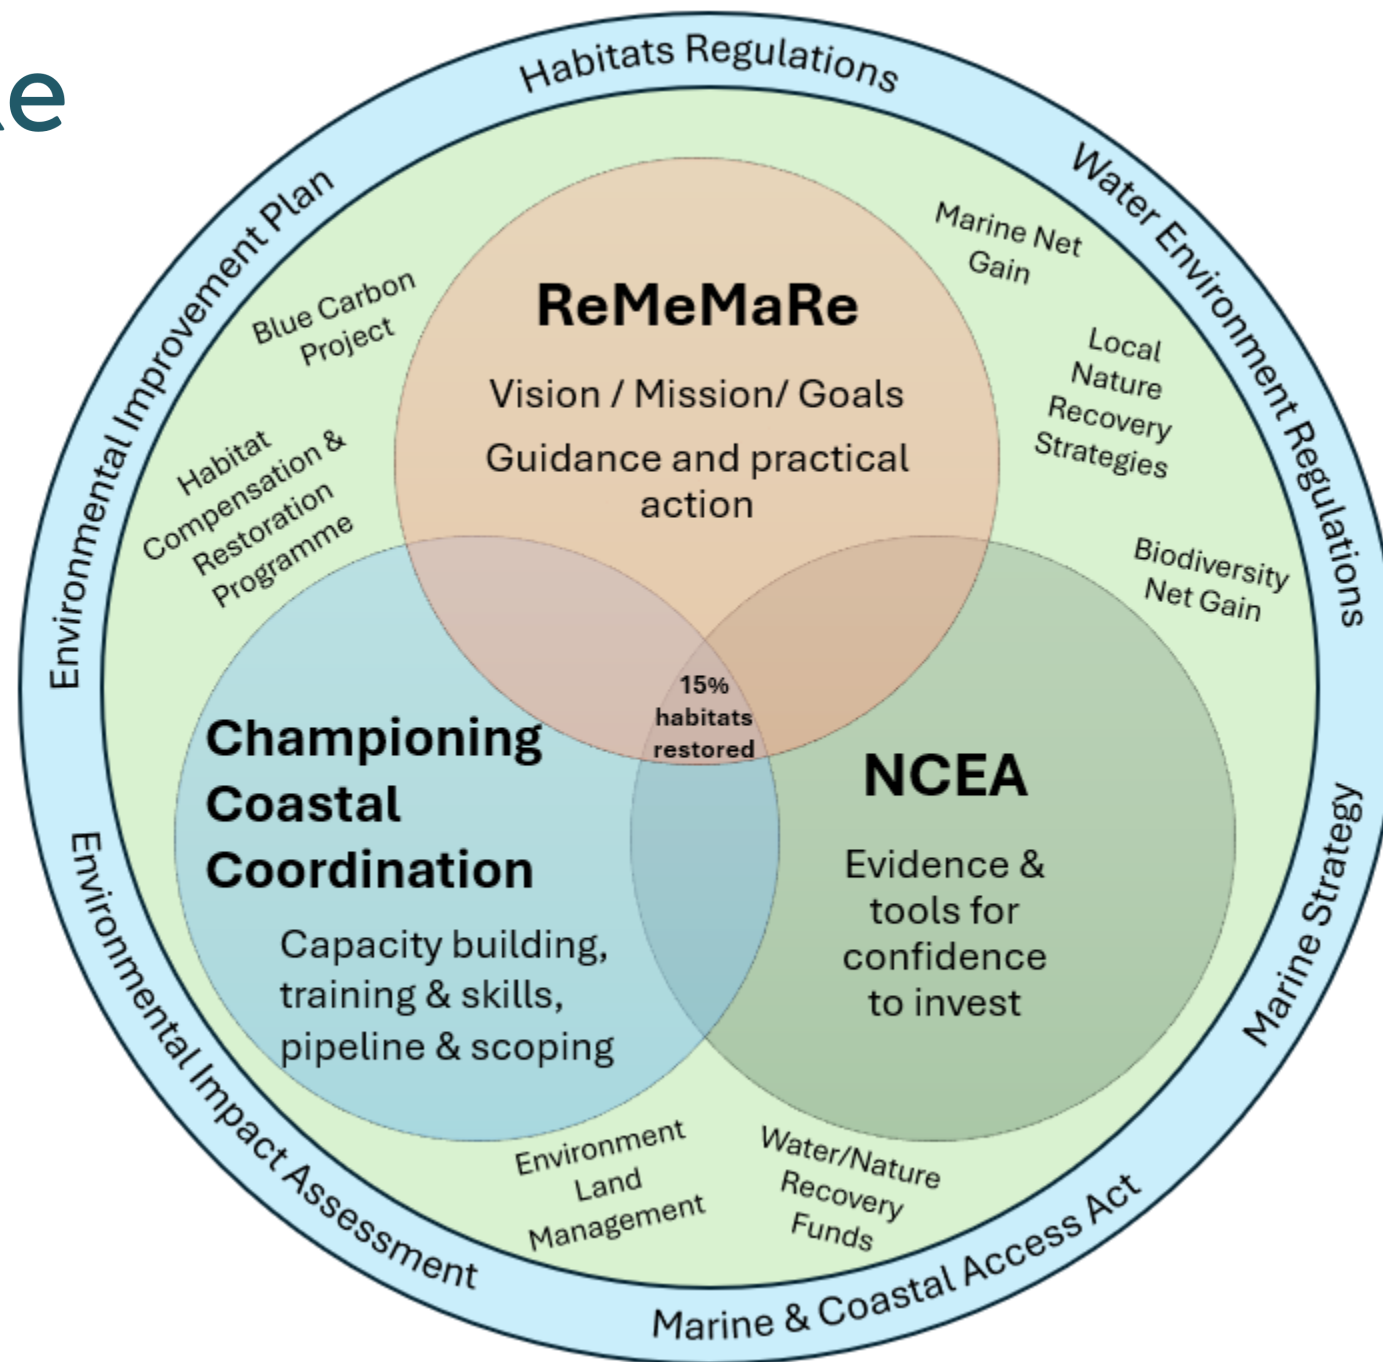 Habitats Regulations
Water Environment Regulations
Marine Strategy
Marine & Coastal Access Act
Environmental Impact Assessment
Environmental Improvement Plan
Blue Carbon
Project
Habitat
Compensation &
Restoration
Programme
Marine Net
Gain
Local
Nature
Recovery
Strategies
Biodiversity
Net Gain
Environment
Land
Management
Water/Nature
Recovery
Funds
ReMeMaRe
Vision / Mission/ Goals
Guidance and practical
action
15%
habitats
restored
Championing
Coastal
Coordination
Capacity building,
training & skills,
pipeline & scoping
NCEA
Evidence &
tools for
confidence
to invest